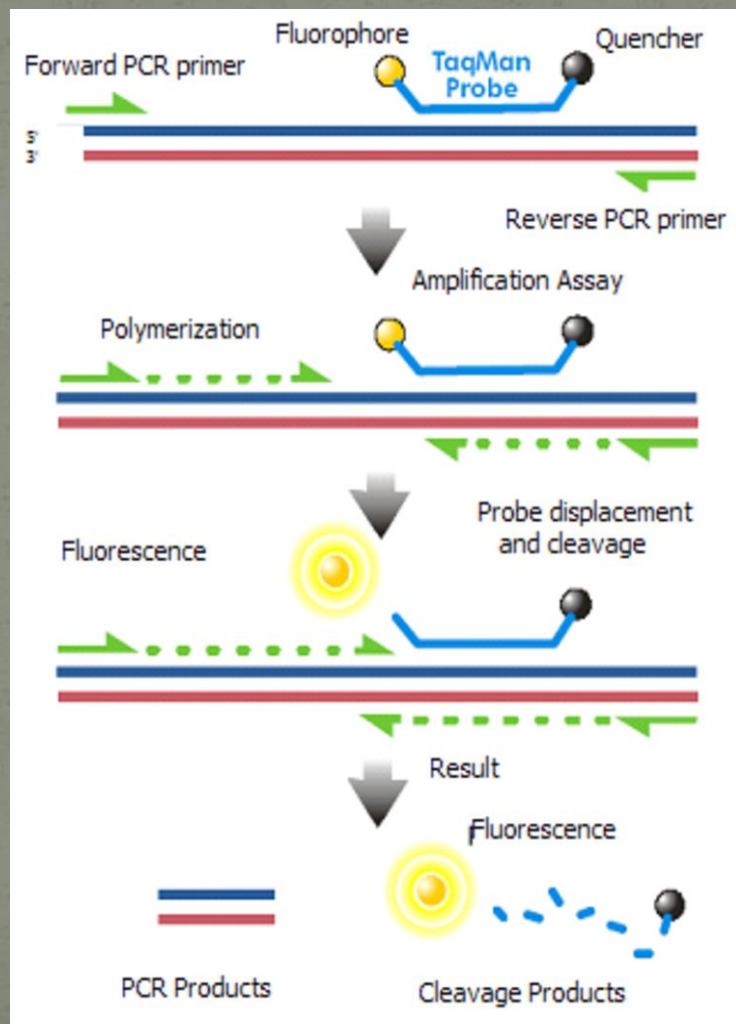 Fluorophore
Quencher
Forward PCR primer
TaqMan
Probe
5'
3'
Reverse PCR primer
Amplification Assay
Polymerization
Probe displacement
and cleavage
Fluorescence
Result
Fluorescence
PCR Products
Cleavage Products